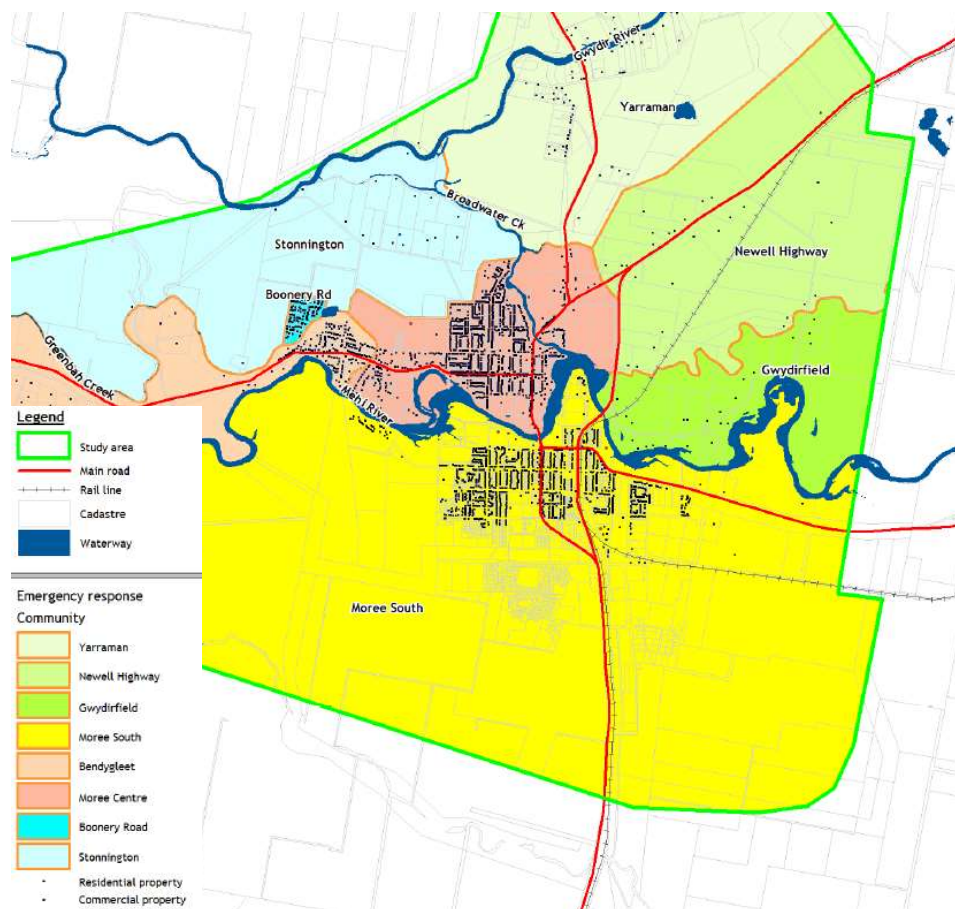 Gwydir River
Yarraman
Broadwater Ck
Stonnington
Newell Highway
Boonery Rd
Greenbah Creek
Mehi River
Gwydirfield
Moree South
Legend
Study area
Main road
Rail line
Cadastre
Waterway
Emergency response
Community
Yarraman
Newell Highway
Gwydirfield
Moree South
Bendygleet
Moree Centre
Boonery Road
Stonnington
Residential property
Commercial property